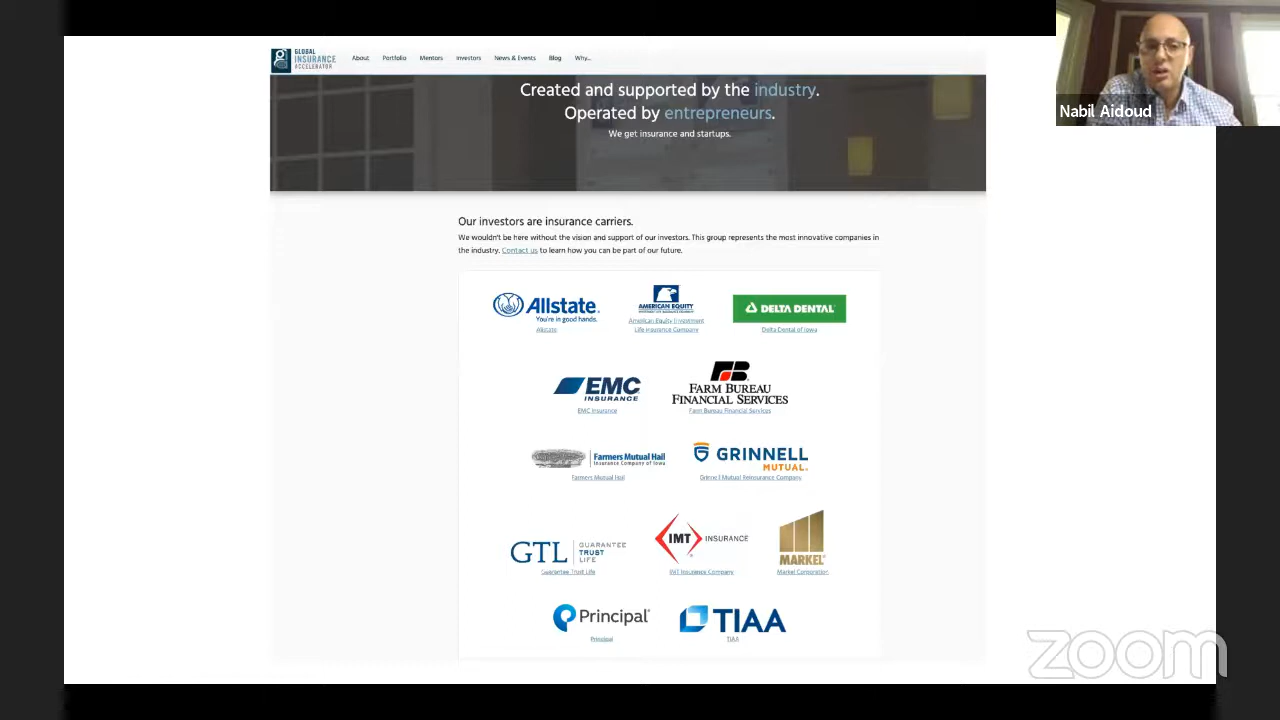 GLOBAL
INSURANCE
ACCELERATOR
About Portfolio Mentors Investors News & Events Blog Why...
Created and supported by the industry.
Operated by entrepreneurs.
We get insurance and startups.
Nabil Aidoud
Our investors are insurance carriers.
We wouldn't be here without the vision and support of our investors. This group represents the most innovative companies in
the industry. Contact us to learn how you can be part of our future.
Allstate.
You're in good hands.
Allstate
AMERICAN EQUITY
American Equity Investment
Life Insurance Company
DELTA DENTAL
Delta Dental of Iowa
EMC
INSURANCE
EMC Insurance
FARM BUREAU
FINANCIAL SERVICES
Farm Bureau Financial Services
Farmers Mutual Hail
Insurance Company of Iowa
Farmers Mutual Hail
GRINNELL
MUTUAL.
Grinnell Mutual Reinsurance Company
GTL GUARANTEE
TRUST
LIFE
Guarantee Trust Life
IMT INSURANCE
IMT Insurance Company
MARKEL
Markel Corporation
Principal
Principal
TIAA
TIAA
zoom